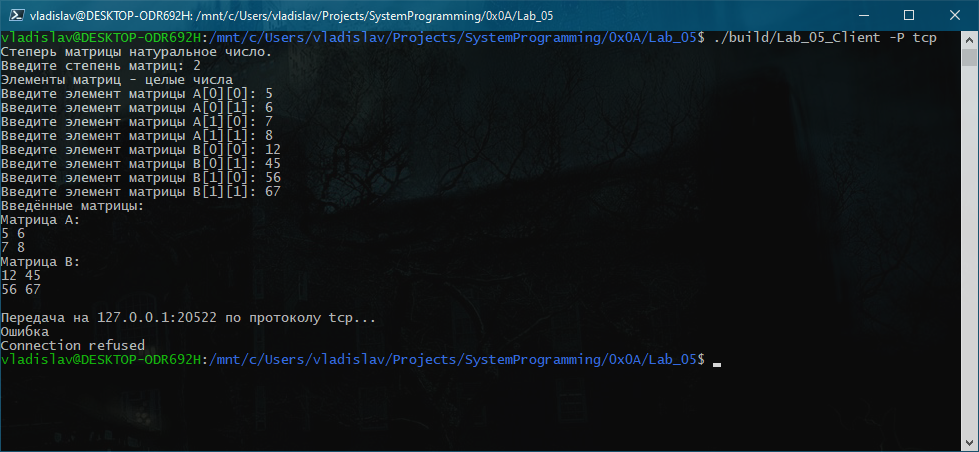 vladislav@DESKTOP-ODR692H: /mnt/c/Users/vladislav/Projects/SystemProgramming/0x0A/Lab_05
vladislav@DESKTOP-ODR692H:/mnt/c/Users/vladislav/Projects/SystemProgramming/0x0A/Lab_05$ ./build/Lab_05_Client -P tcp
Степерь матрицы натуральное число.
Введите степень матриц: 2
Элементы матриц - целые числа
Введите элемент матрицы A[0][0]: 5
Введите элемент матрицы A[0][1]: 6
Введите элемент матрицы A[1][0]: 7
Введите элемент матрицы A[1][1]: 8
Введите элемент матрицы B[0][0]: 12
Введите элемент матрицы B[0][1]: 45
Введите элемент матрицы B[1][0]: 56
Введите элемент матрицы B[1][1]: 67
Введённые матрицы:
Матрица A:
5 6
7 8
Матрица B:
12 45
56 67
Передача на 127.0.0.1:20522 по протоколу tcp...
Ошибка
Connection refused
vladislav@DESKTOP-ODR692H:/mnt/c/Users/vladislav/Projects/SystemProgramming/0x0A/Lab_05$